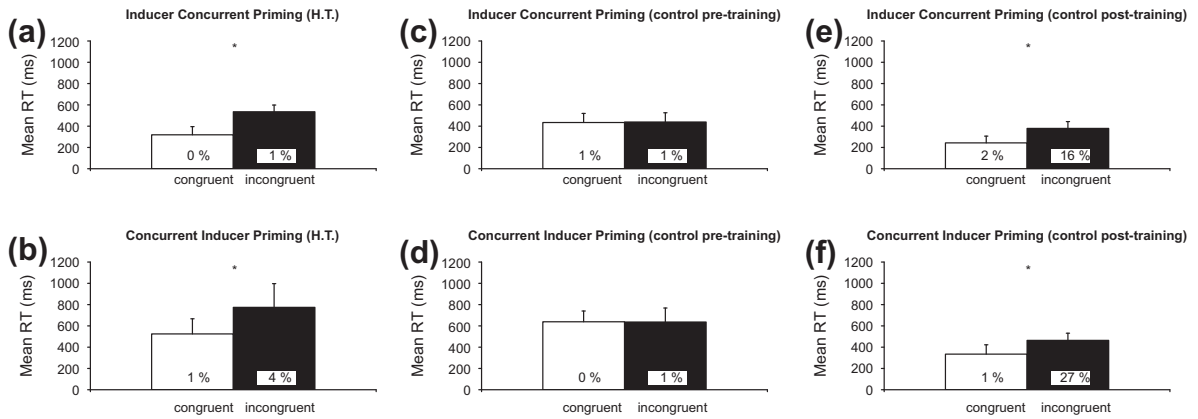 (a)
Inducer Concurrent Priming (H.T.)
Mean RT (ms)
1200
1000
800
600
400
200
0
*
0 %
1 %
congruent incongruent
(c)
Inducer Concurrent Priming (control pre-training)
Mean RT (ms)
1200
1000
800
600
400
200
0
1 %
1 %
congruent incongruent
(e)
Inducer Concurrent Priming (control post-training)
Mean RT (ms)
1200
1000
800
600
400
200
0
*
2 %
16 %
congruent incongruent
(b)
Concurrent Inducer Priming (H.T.)
Mean RT (ms)
1200
1000
800
600
400
200
0
*
1 %
4 %
congruent incongruent
(d)
Concurrent Inducer Priming (control pre-training)
Mean RT (ms)
1200
1000
800
600
400
200
0
0 %
1 %
congruent incongruent
(f)
Concurrent Inducer Priming (control post-training)
Mean RT (ms)
1200
1000
800
600
400
200
0
*
1 %
27 %
congruent incongruent